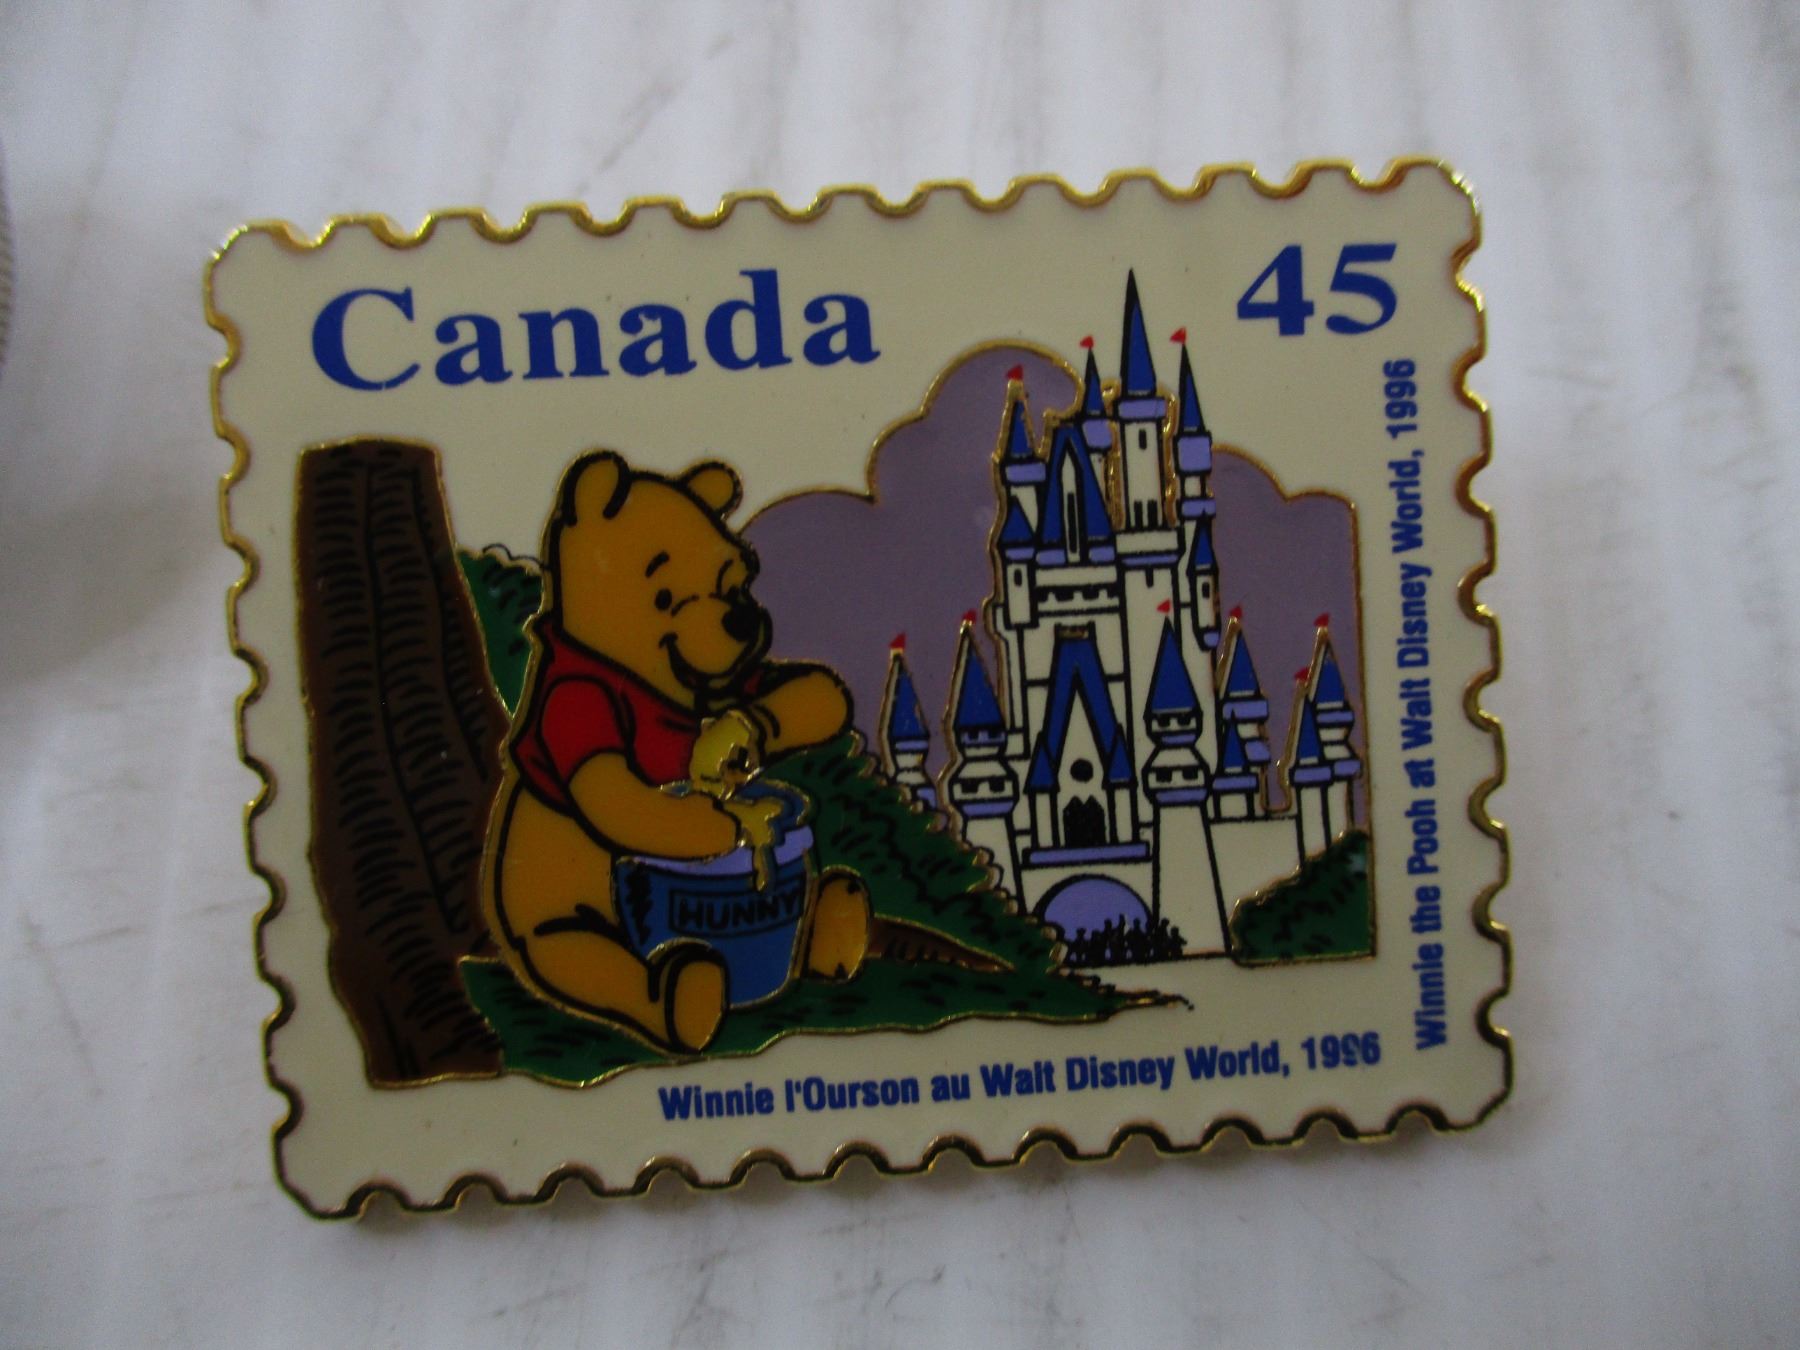 Canada
45
HUNNY
Winnie l'Ourson au Walt Disney World, 1996
Winnie the Pooh at Walt Disney World, 1996